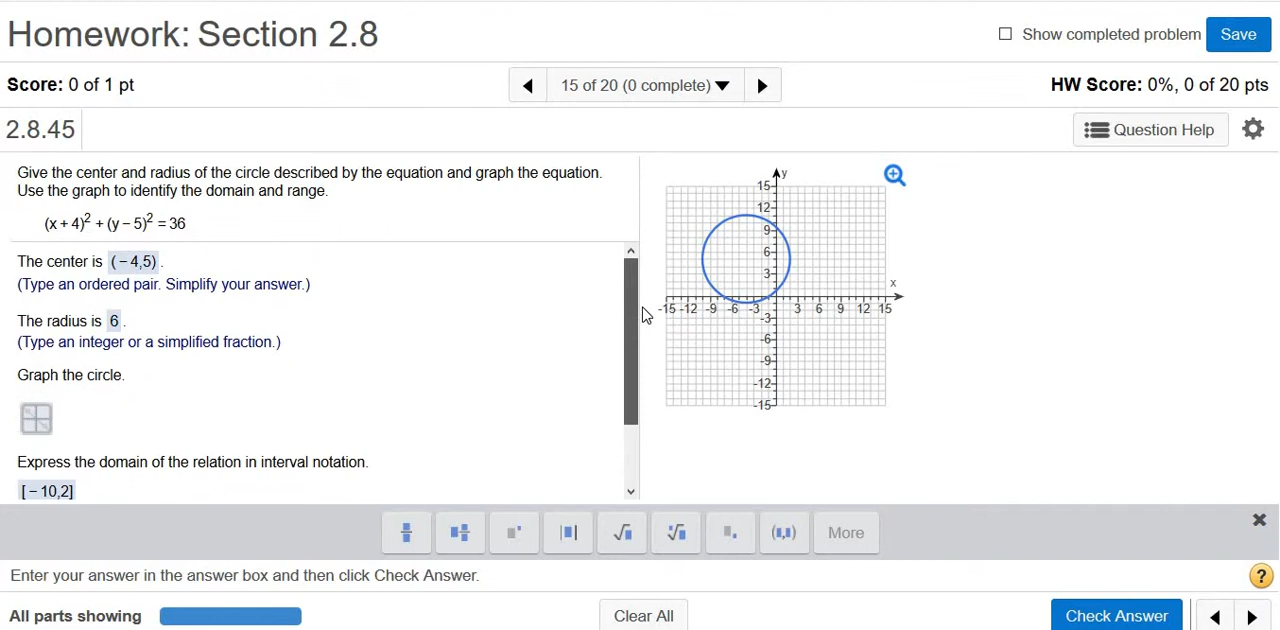 Homework: Section 2.8
Show completed problem
Save
Score: 0 of 1 pt
15 of 20 (0 complete)
HW Score: 0%, 0 of 20 pts
2.8.45
Question Help
Give the center and radius of the circle described by the equation and graph the equation.
Use the graph to identify the domain and range.
(x + 4)² + (y − 5)² = 36
The center is (−4,5).
(Type an ordered pair. Simplify your answer.)
The radius is 6.
(Type an integer or a simplified fraction.)
Graph the circle.
Express the domain of the relation in interval notation.
[−10,2]
y
15
12
9
6
3
x
-15 -12 -9 -6 -3 3 6 9 12 15
-3
-6
-9
-12
-15
More
Enter your answer in the answer box and then click Check Answer.
?
All parts showing
Clear All
Check Answer